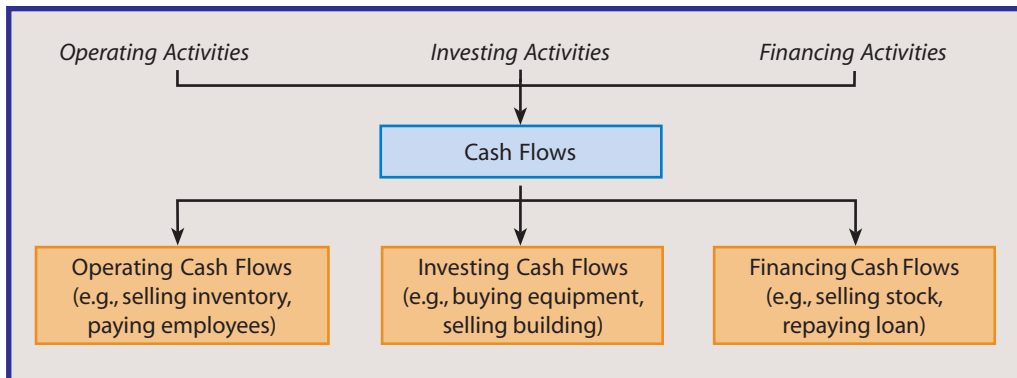 Operating Activities
Investing Activities
Financing Activities
Cash Flows
Operating Cash Flows
(e.g., selling inventory,
paying employees)
Investing Cash Flows
(e.g., buying equipment,
selling building)
Financing Cash Flows
(e.g., selling stock,
repaying loan)